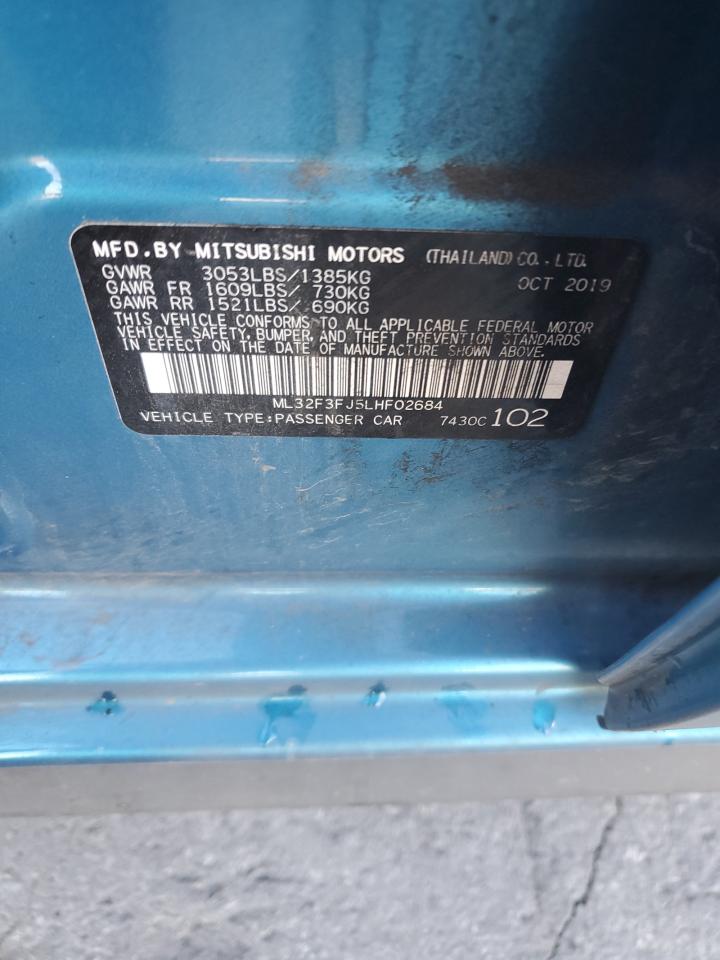 MFD. BY MITSUBISHI MOTORS (THAILAND) CO., LTD.
GVWR 3053LBS/1385KG OCT 2019
GAWR FR 1609LBS/ 730KG
GAWR RR 1521LBS/ 690KG
THIS VEHICLE CONFORMS TO ALL APPLICABLE FEDERAL MOTOR
VEHICLE SAFETY, BUMPER, AND THEFT PREVENTION STANDARDS
IN EFFECT ON THE DATE OF MANUFACTURE SHOWN ABOVE.
ML32F3FJ5LHF02684
VEHICLE TYPE:PASSENGER CAR 7430C 102